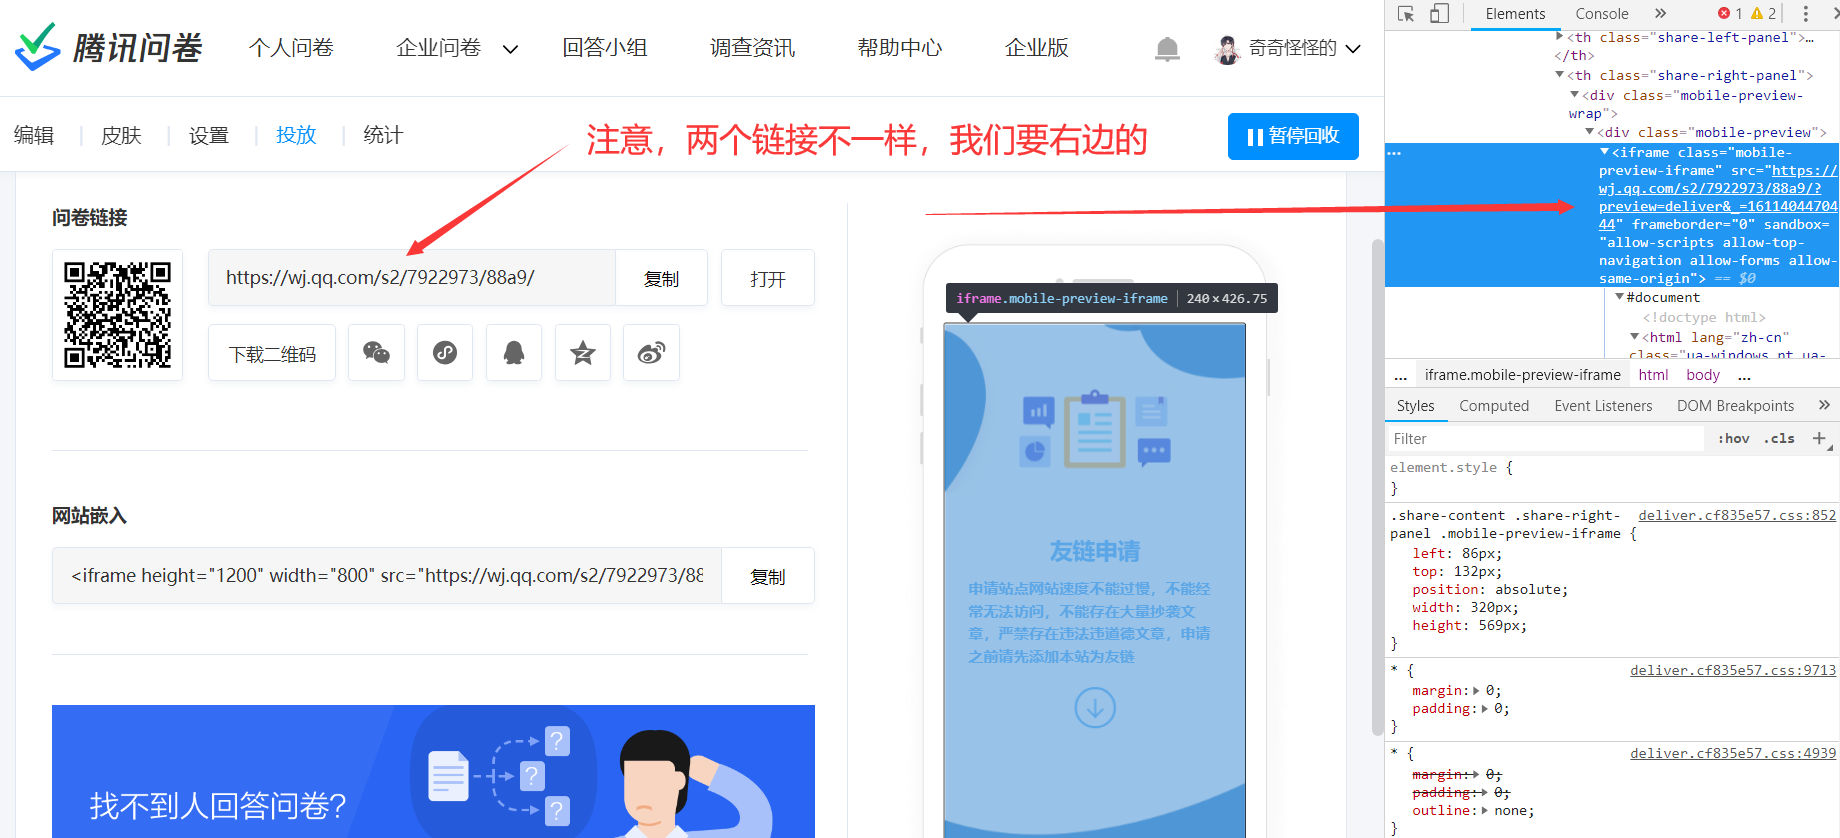 腾讯问卷
个人问卷
企业问卷
回答小组
调查资讯
帮助中心
企业版
奇奇怪怪的
编辑
皮肤
设置
投放
统计
注意，两个链接不一样，我们要右边的
暂停回收
问卷链接
https://wj.qq.com/s2/7922973/88a9/
复制
打开
下载二维码
网站嵌入
<iframe height="1200" width="800" src="https://wj.qq.com/s2/7922973/88
复制
找不到人回答问卷?
iframe.mobile-preview-iframe
240 × 426.75
友链申请
申请站点网站速度不能过慢，不能经
常无法访问，不能存在大量抄袭文
章，严禁存在违法违道德文章，申请
之前请先添加本站为友链
Elements
Console
1
2
<th class="share-left-panel">…
</th>
<th class="share-right-panel">
<div class="mobile-preview-
wrap">
<div class="mobile-preview">
<iframe class="mobile-
preview-iframe" src="https://
wj.qq.com/s2/7922973/88a9/?
preview=deliver&_=16114044704
44" frameborder="0" sandbox=
"allow-scripts allow-top-
navigation allow-forms allow-
same-origin"> == $0
#document
<!doctype html>
<html lang="zh-cn"
class="ua-windows_nt ua-
...
iframe.mobile-preview-iframe
html
body
...
Styles
Computed
Event Listeners
DOM Breakpoints
Filter
:hov
.cls
element.style {
}
.share-content .share-right-
panel .mobile-preview-iframe {
deliver.cf835e57.css:852
left: 86px;
top: 132px;
position: absolute;
width: 320px;
height: 569px;
}
* {
deliver.cf835e57.css:9713
margin: 0;
padding: 0;
}
* {
deliver.cf835e57.css:4939
margin: 0;
padding: 0;
outline: none;
}